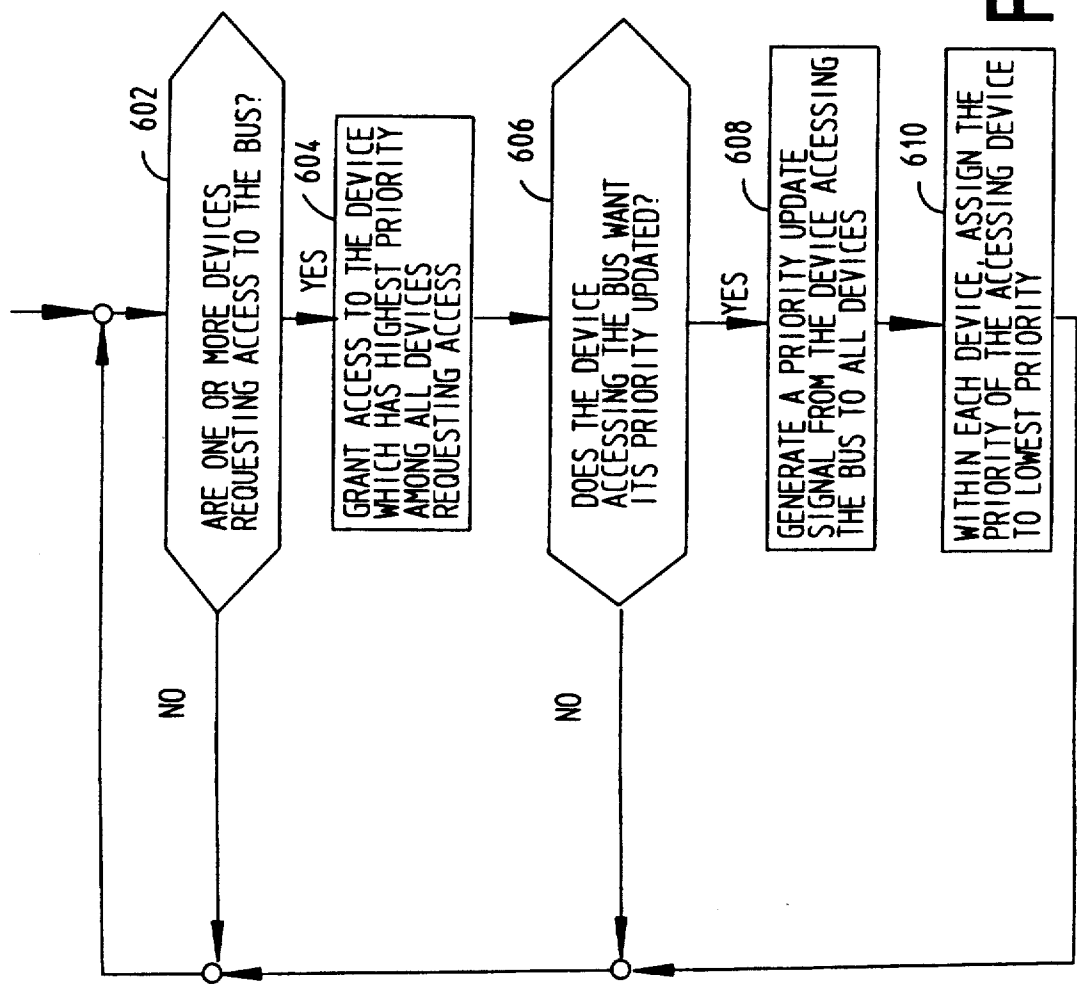 602
ARE ONE OR MORE DEVICES
REQUESTING ACCESS TO THE BUS?
NO
YES
604
GRANT ACCESS TO THE DEVICE
WHICH HAS HIGHEST PRIORITY
AMONG ALL DEVICES
REQUESTING ACCESS
606
DOES THE DEVICE
ACCESSING THE BUS WANT
ITS PRIORITY UPDATED?
NO
YES
608
GENERATE A PRIORITY UPDATE
SIGNAL FROM THE DEVICE ACCESSING
THE BUS TO ALL DEVICES
610
WITHIN EACH DEVICE, ASSIGN THE
PRIORITY OF THE ACCESSING DEVICE
TO LOWEST PRIORITY